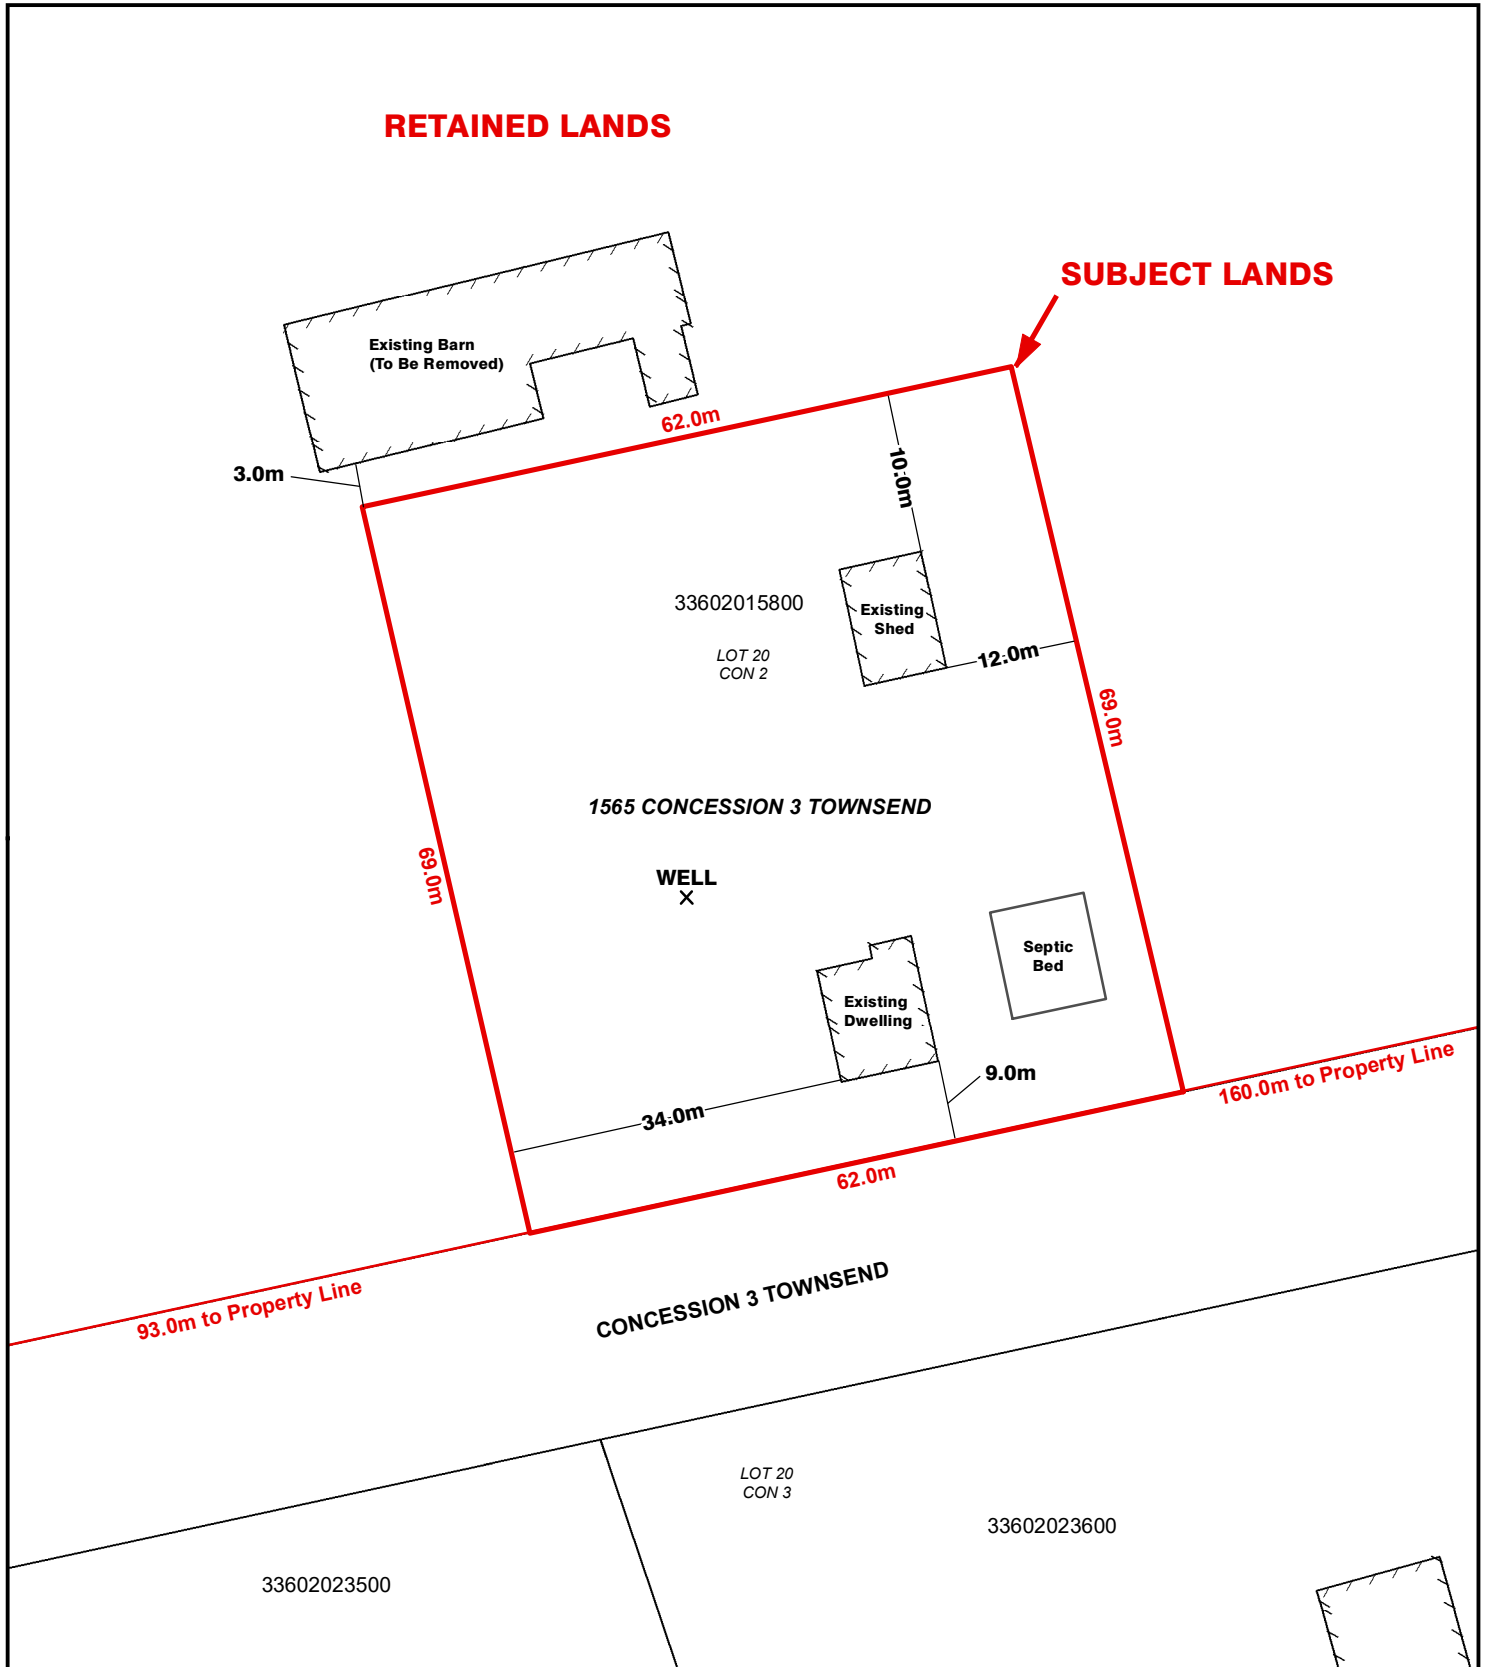 RETAINED LANDS
SUBJECT LANDS
Existing Barn
(To Be Removed)
62.0m
3.0m
10.0m
33602015800
Existing
Shed
LOT 20
CON 2
12.0m
69.0m
1565 CONCESSION 3 TOWNSEND
69.0m
WELL
Septic
Bed
Existing
Dwelling
9.0m
160.0m to Property Line
34.0m
62.0m
CONCESSION 3 TOWNSEND
93.0m to Property Line
LOT 20
CON 3
33602023600
33602023500